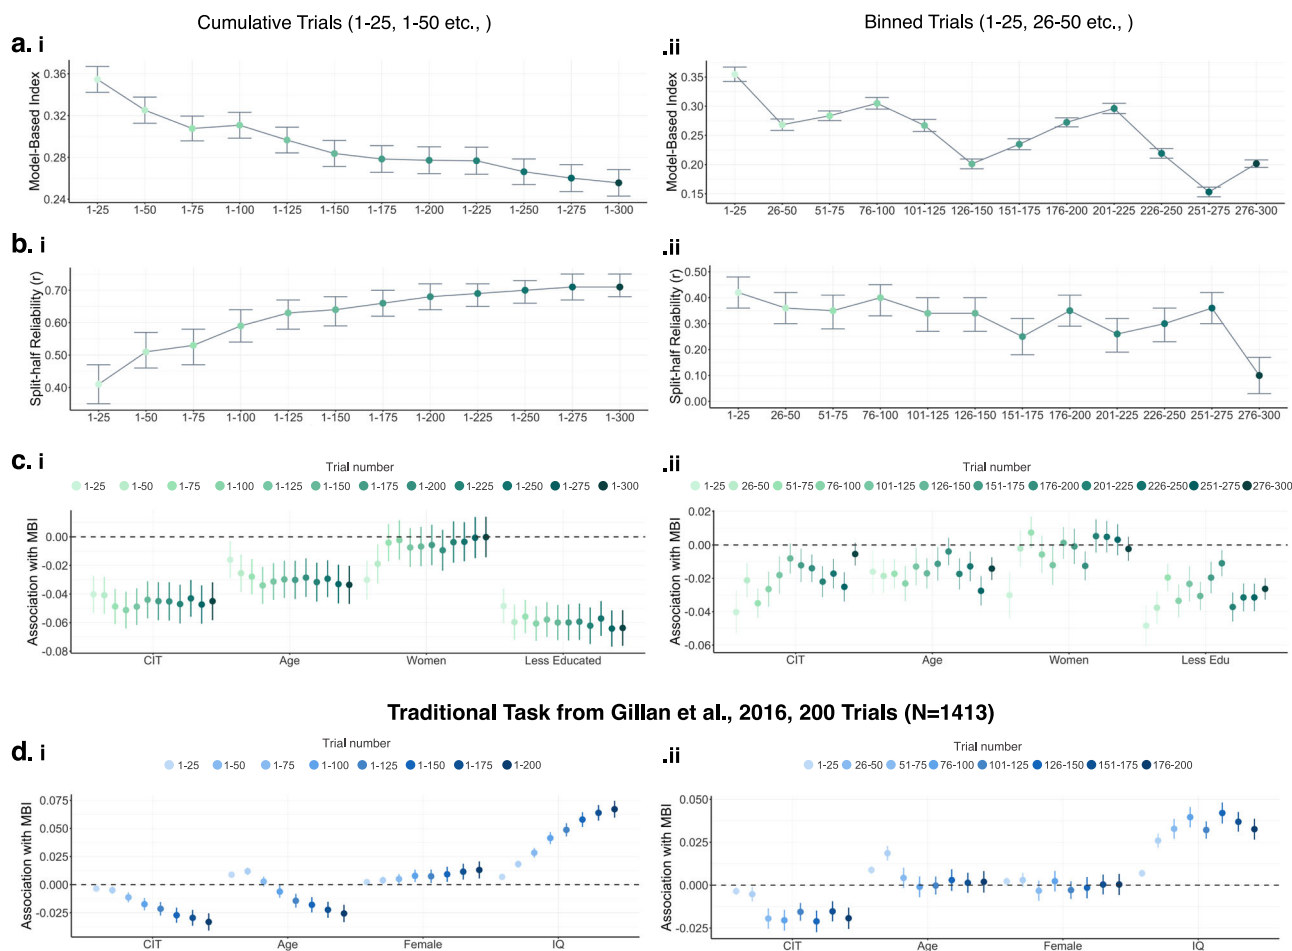 Cumulative Trials (1-25, 1-50 etc., )
Binned Trials (1-25, 26-50 etc., )
a. i
Model-Based Index
0.36
0.32
0.28
0.24
1-25 1-50 1-75 1-100 1-125 1-150 1-175 1-200 1-225 1-250 1-275 1-300
.ii
Model-Based Index
0.35
0.30
0.25
0.20
0.15
1-25 26-50 51-75 76-100 101-125 126-150 151-175 176-200 201-225 226-250 251-275 276-300
b. i
Split-half Reliability (r)
0.70
0.60
0.50
0.40
1-25 1-50 1-75 1-100 1-125 1-150 1-175 1-200 1-225 1-250 1-275 1-300
.ii
Split-half Reliability (r)
0.50
0.40
0.30
0.20
0.10
0.00
1-25 26-50 51-75 76-100 101-125 126-150 151-175 176-200 201-225 226-250 251-275 276-300
c. i
Trial number
1-25 1-50 1-75 1-100 1-125 1-150 1-175 1-200 1-225 1-250 1-275 1-300
Association with MBI
0.00
-0.02
-0.04
-0.06
-0.08
CIT Age Women Less Educated
.ii
Trial number
1-25 26-50 51-75 76-100 101-125 126-150 151-175 176-200 201-225 226-250 251-275 276-300
Association with MBI
0.02
0.00
-0.02
-0.04
-0.06
CIT Age Women Less Edu
Traditional Task from Gillan et al., 2016, 200 Trials (N=1413)
d. i
Trial number
1-25 1-50 1-75 1-100 1-125 1-150 1-175 1-200
Association with MBI
0.075
0.050
0.025
0.000
-0.025
CIT Age Female IQ
.ii
Trial number
1-25 26-50 51-75 76-100 101-125 126-150 151-175 176-200
Association with MBI
0.050
0.025
0.000
-0.025
CIT Age Female IQ